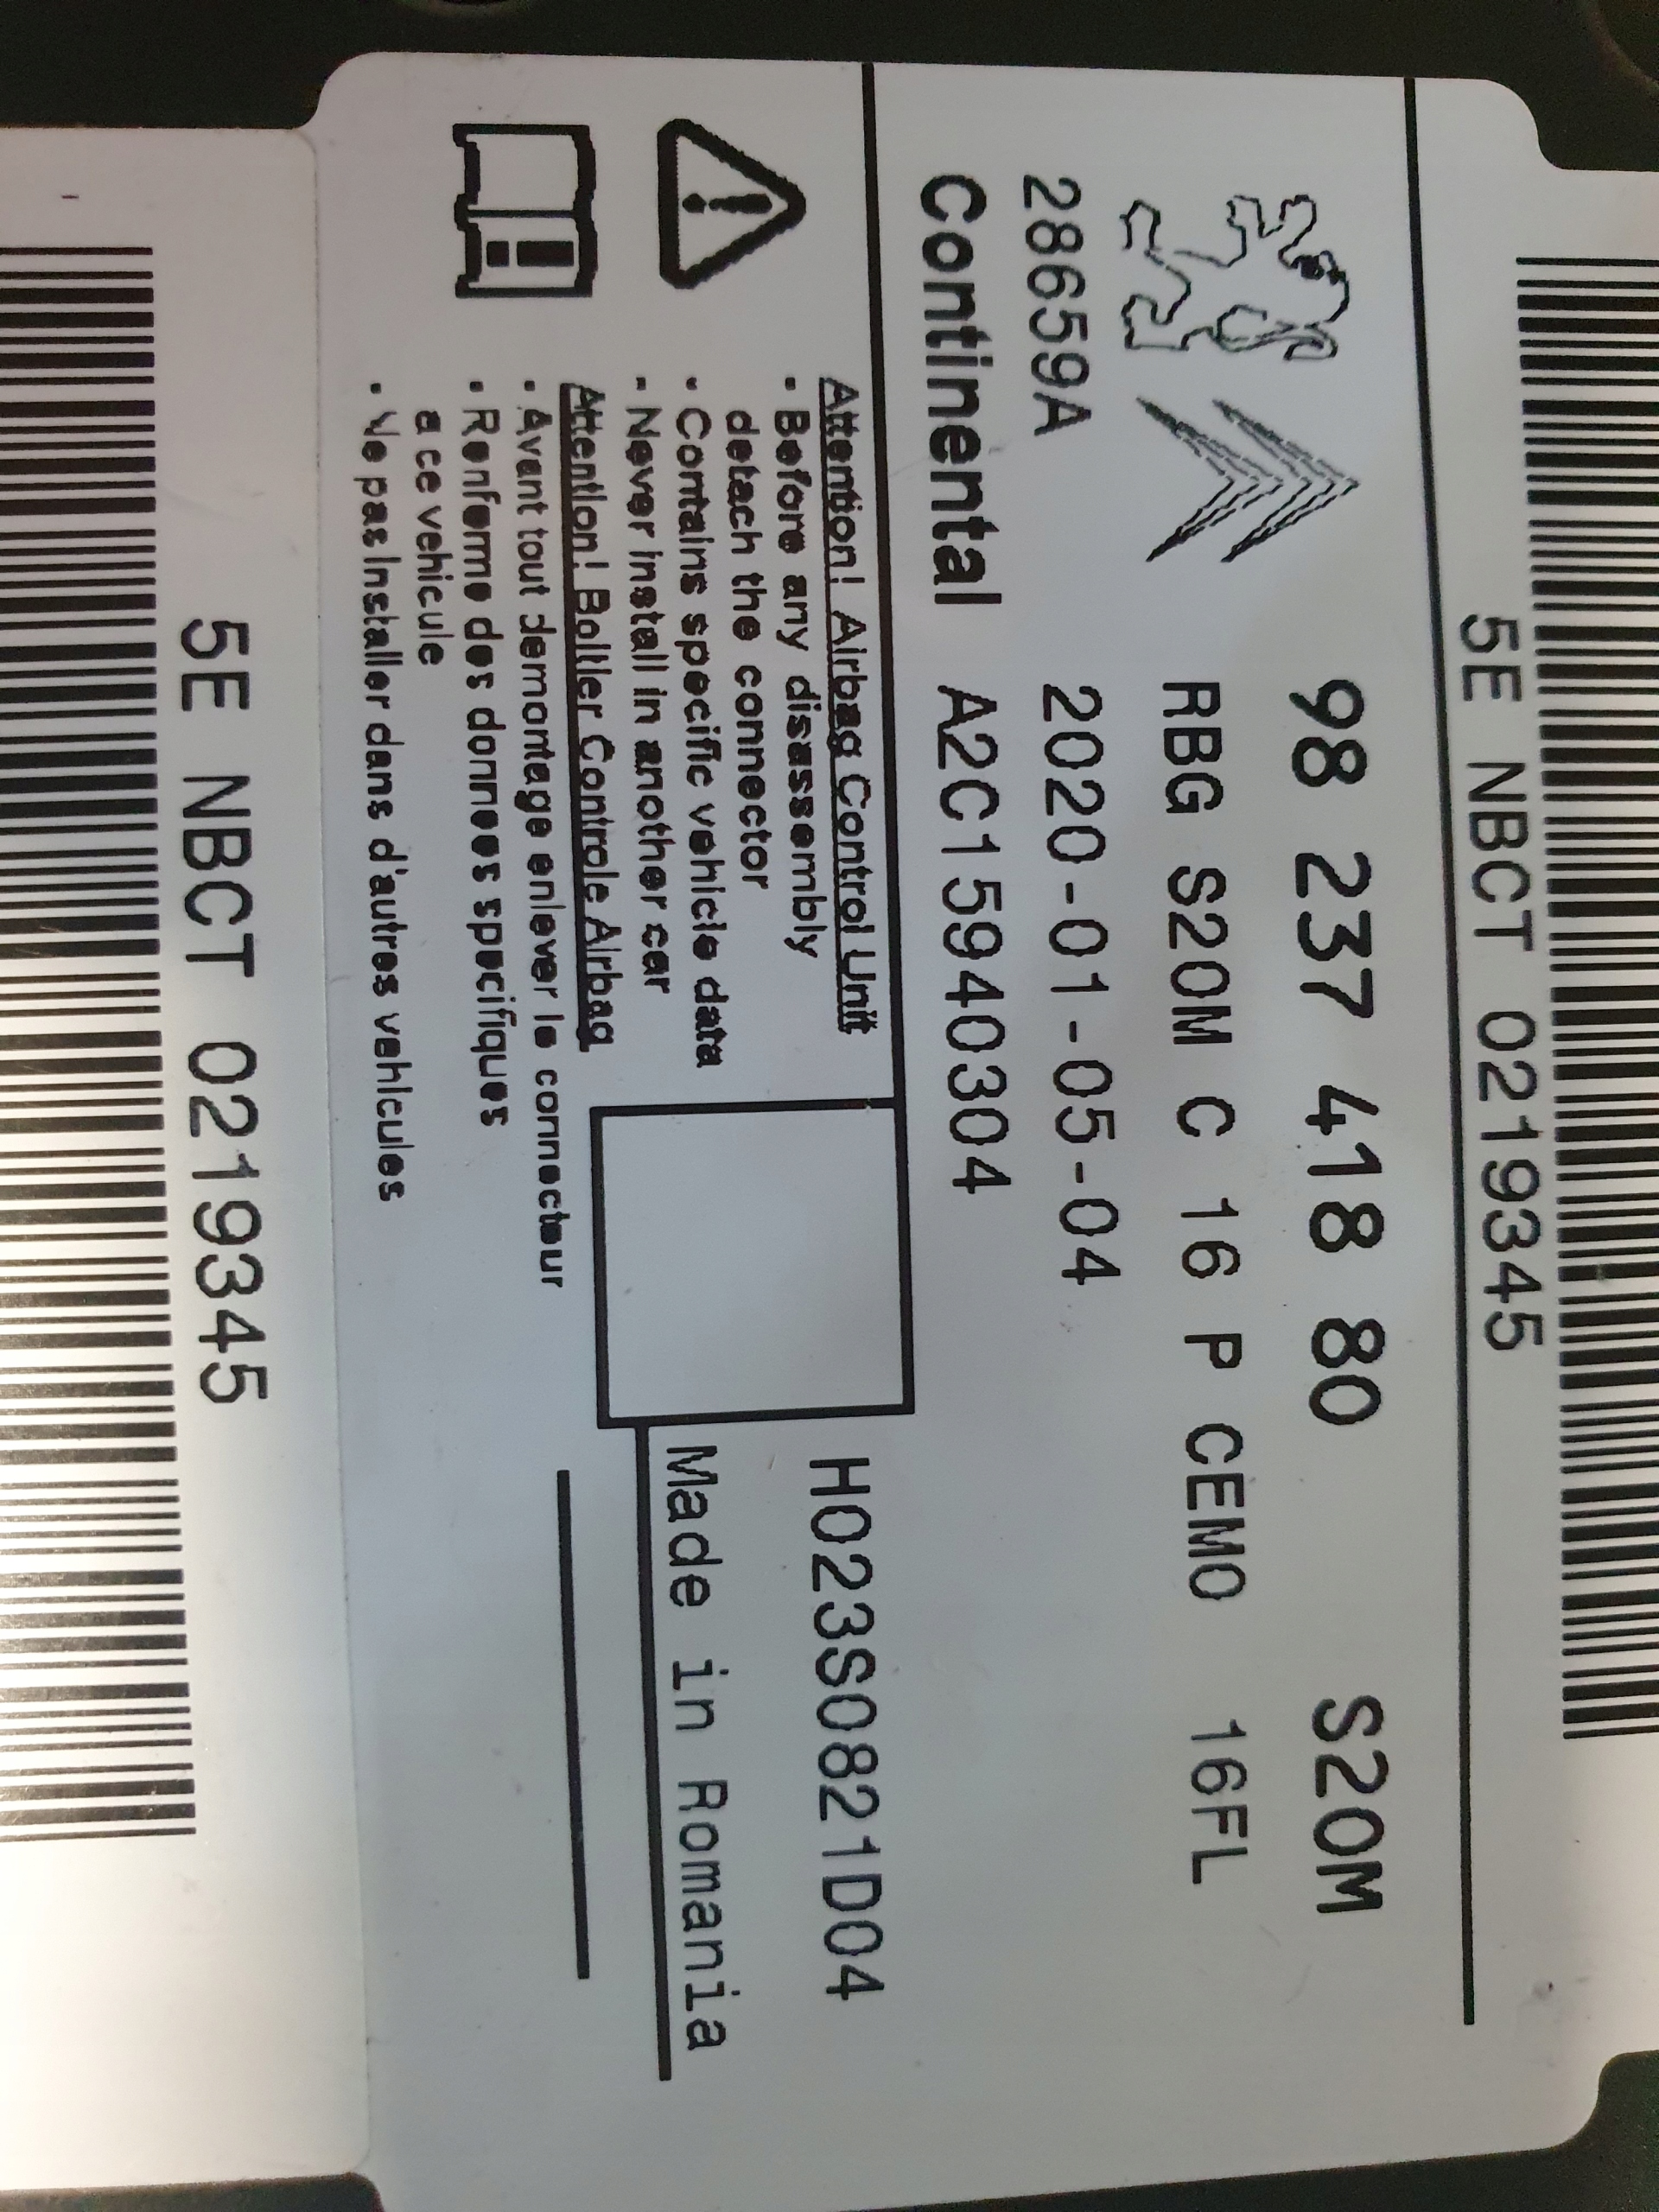 5E NBCT 0219345
98 237 418 80 S20M
RBG S20M C 16 P CEM0 16FL
28659A 2020-01-05-04
Continental A2C15940304
Attention! Airbag Control Unit
- Before any disassembly
detach the connector
- Contains specific vehicle data
- Never install in another car
H023S0821D04
Made in Romania
Attention! Boitier Controle Airbag
- Avant tout demontage enlever le connecteur
- Renferme des donnees specifiques
a ce vehicule
- Ne pas installer dans d'autres vehicules
5E NBCT 0219345